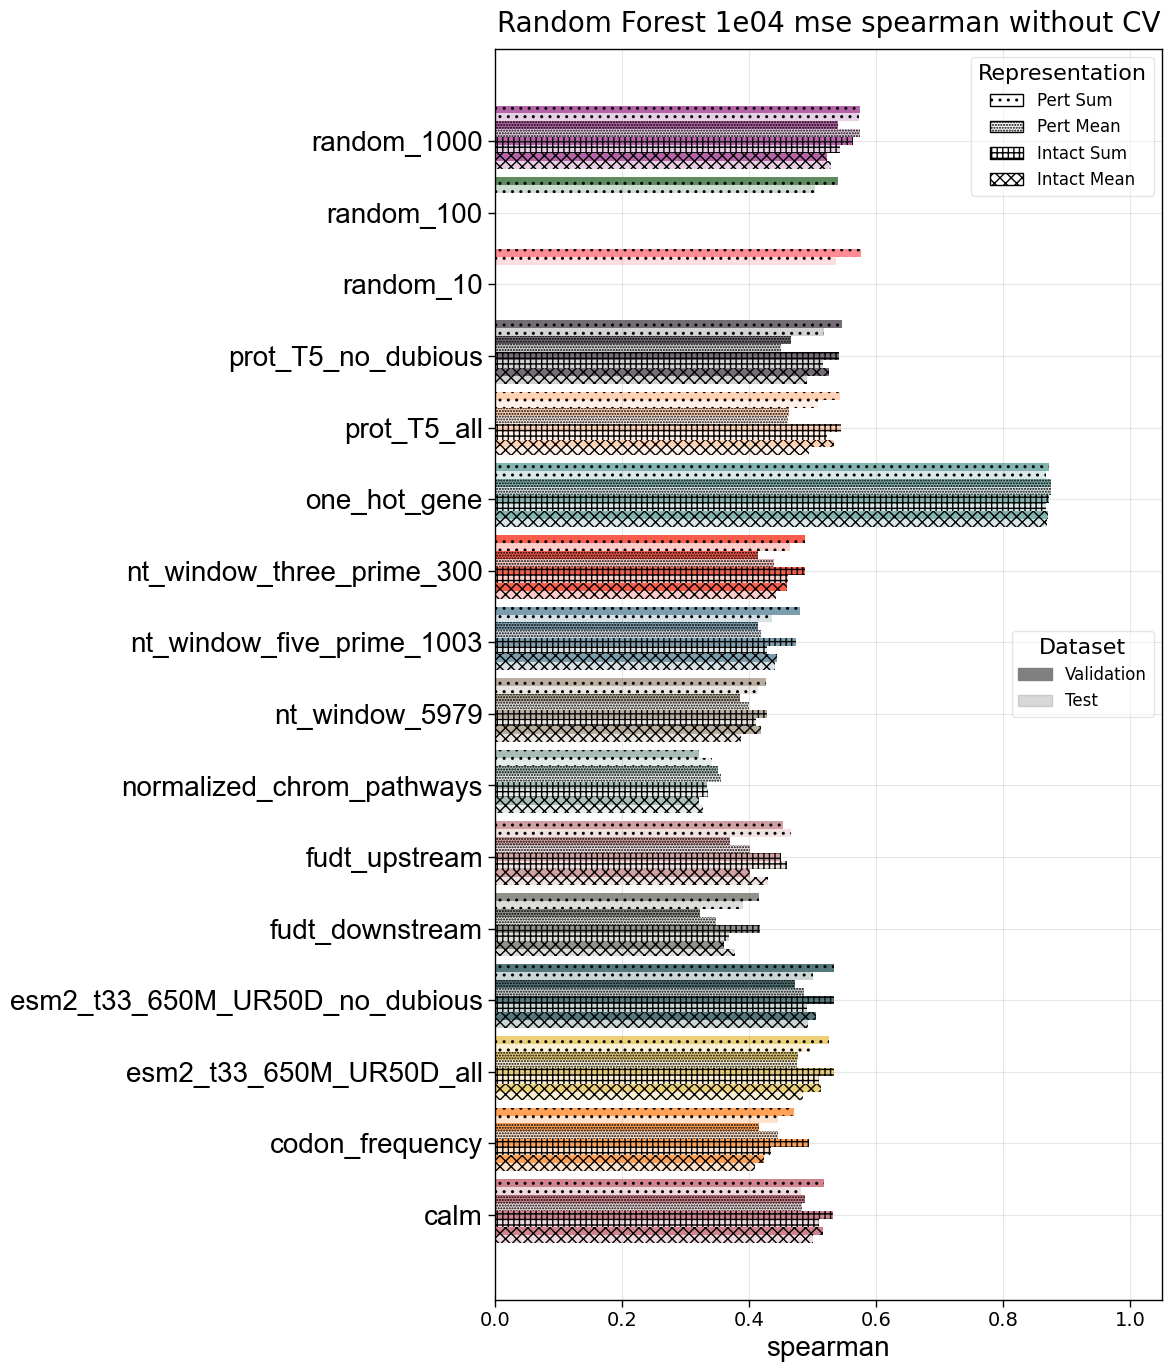 Random Forest 1e04 mse spearman without CV
Representation
Pert Sum
Pert Mean
Intact Sum
Intact Mean
random_1000
random_100
random_10
prot_T5_no_dubious
prot_T5_all
one_hot_gene
nt_window_three_prime_300
nt_window_five_prime_1003
Dataset
Validation
Test
nt_window_5979
normalized_chrom_pathways
fudt_upstream
fudt_downstream
esm2_t33_650M_UR50D_no_dubious
esm2_t33_650M_UR50D_all
codon_frequency
calm
0.0 0.2 0.4 0.6 0.8 1.0
spearman